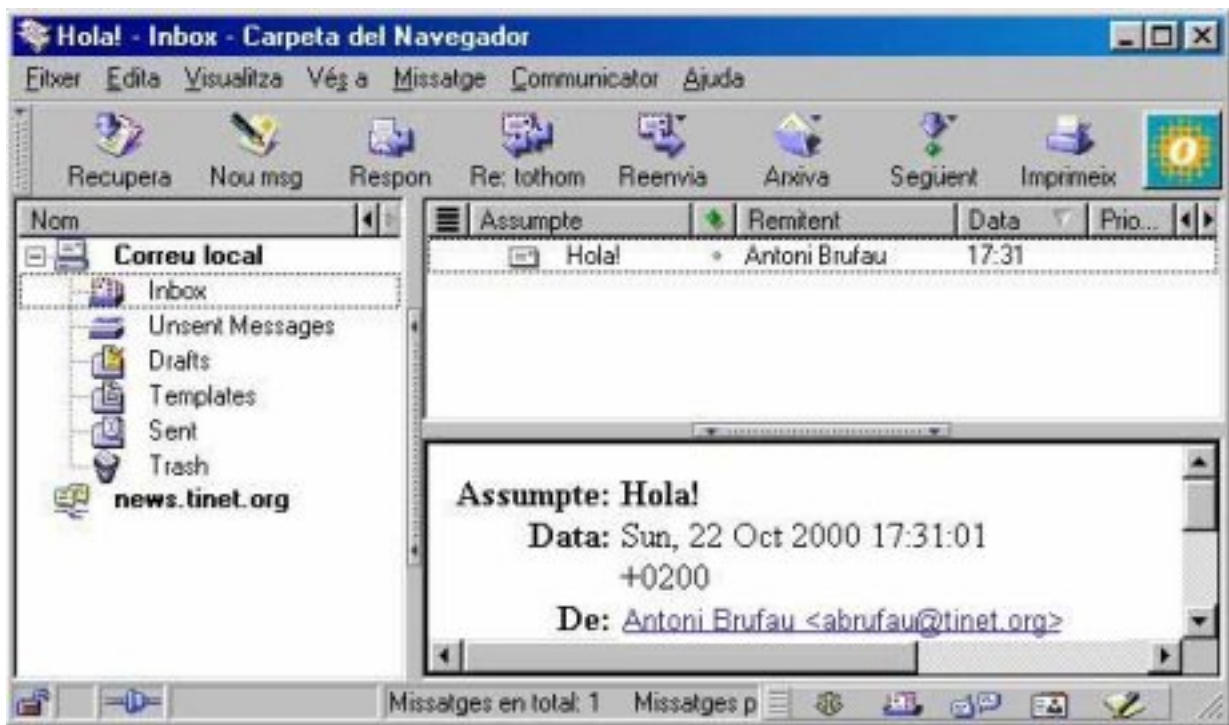 Hola! - Inbox - Carpeta del Navegador
Fitxer Edita Visualitza Vés a Missatge Communicator Ajuda
Recupera Nou msg Respon Re: tothom Reenvia Arxiva Següent Imprimeix
Nom
Correu local
Inbox
Unsent Messages
Drafts
Templates
Sent
Trash
news.tinet.org
Assumpte Remitent Data Prio...
Hola! Antoni Brufau 17:31
Assumpte: Hola!
Data: Sun, 22 Oct 2000 17:31:01
+0200
De: Antoni Brufau <abrufau@tinet.org>
Missatges en total: 1 Missatges p